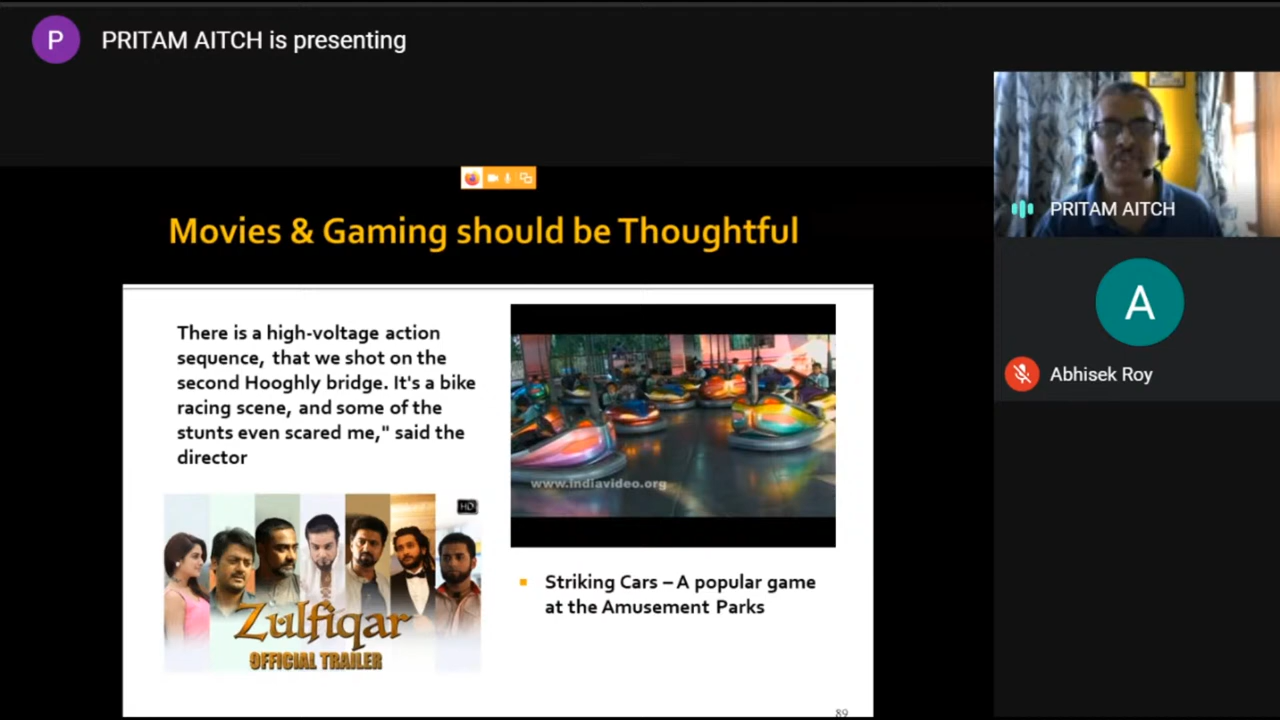 P
PRITAM AITCH is presenting
PRITAM AITCH
A
Abhisek Roy
Movies & Gaming should be Thoughtful
There is a high-voltage action
sequence, that we shot on the
second Hooghly bridge. It's a bike
racing scene, and some of the
stunts even scared me," said the
director
HD
Zulfiqar
OFFICIAL TRAILER
www.indiavideo.org
Striking Cars – A popular game
at the Amusement Parks
89